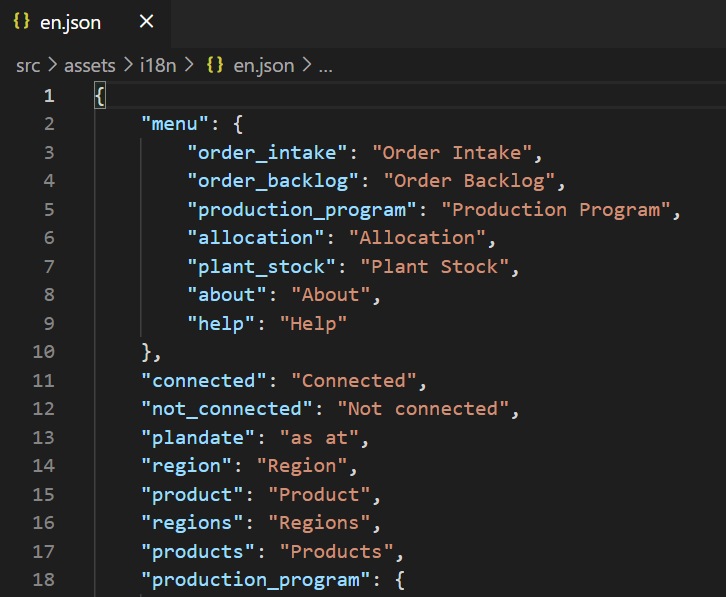 {} en.json ×
src > assets > i18n > {} en.json > ...
1 {
2     "menu": {
3         "order_intake": "Order Intake",
4         "order_backlog": "Order Backlog",
5         "production_program": "Production Program",
6         "allocation": "Allocation",
7         "plant_stock": "Plant Stock",
8         "about": "About",
9         "help": "Help"
10     },
11     "connected": "Connected",
12     "not_connected": "Not connected",
13     "plandate": "as at",
14     "region": "Region",
15     "product": "Product",
16     "regions": "Regions",
17     "products": "Products",
18     "production_program": {